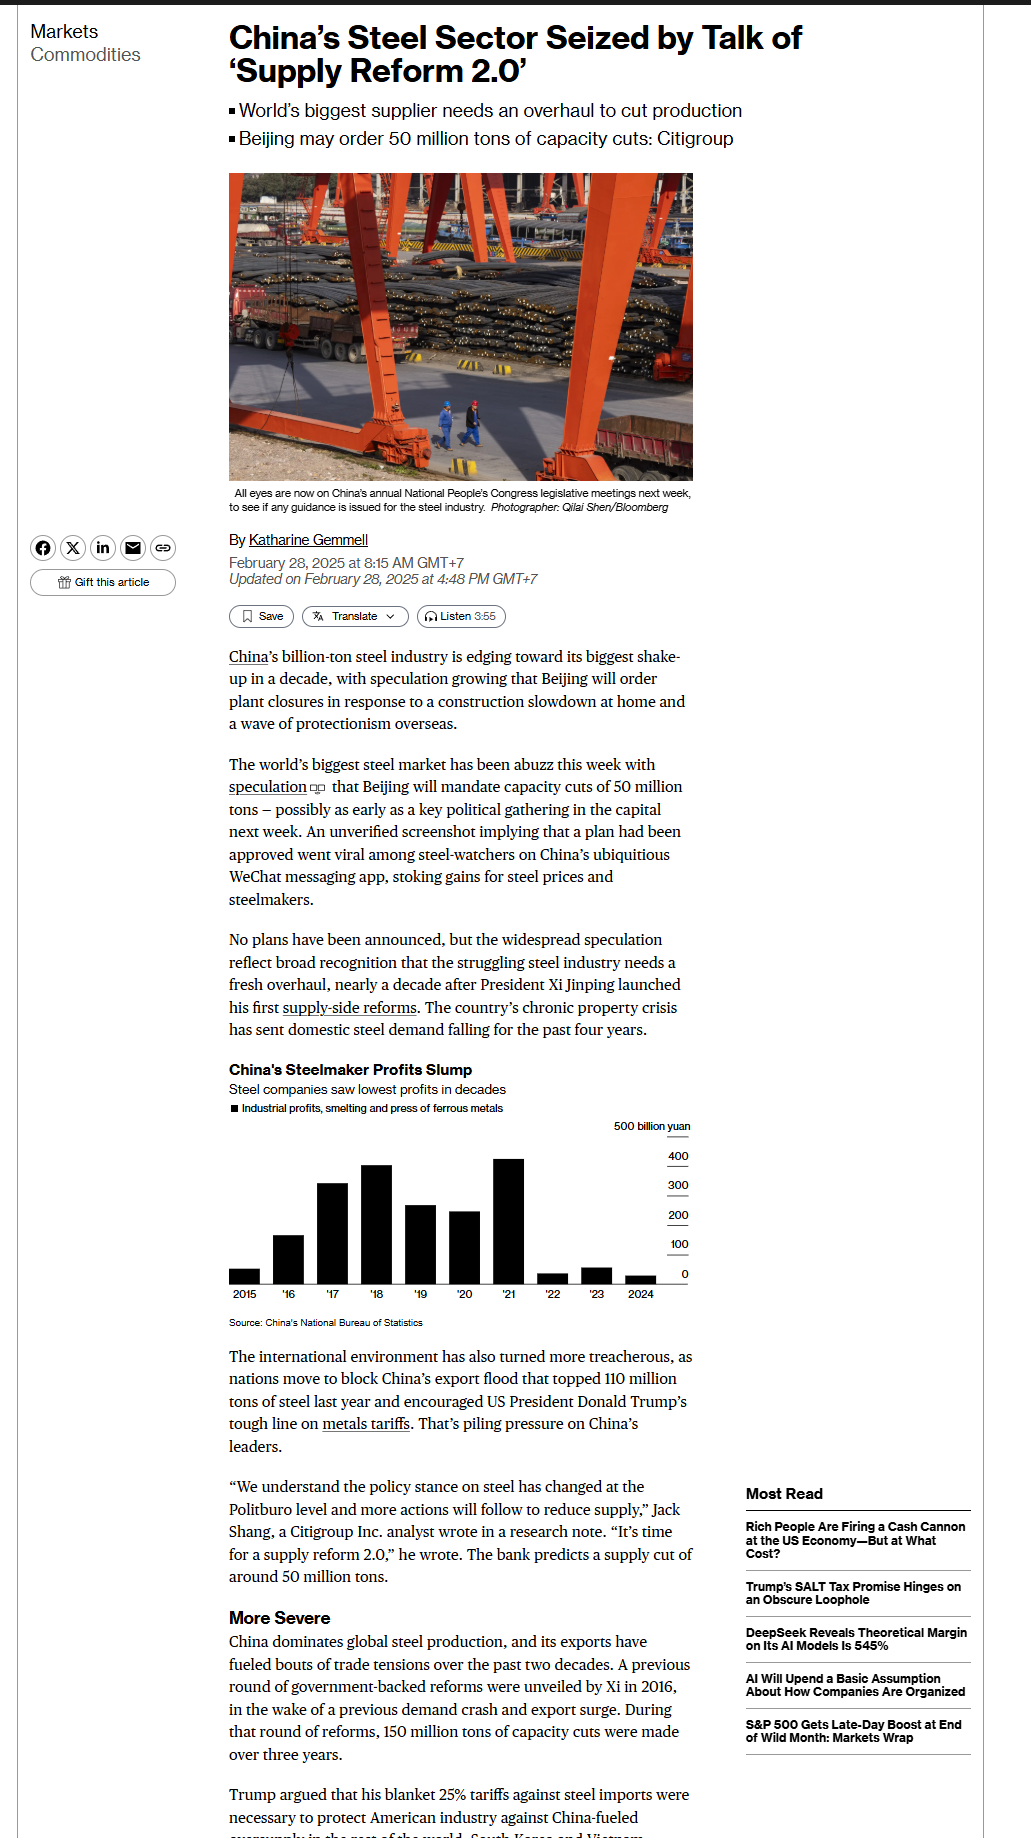 Markets
Commodities
China’s Steel Sector Seized by Talk of
‘Supply Reform 2.0’
World’s biggest supplier needs an overhaul to cut production
Beijing may order 50 million tons of capacity cuts: Citigroup
All eyes are now on China’s annual National People’s Congress legislative meetings next week,
to see if any guidance is issued for the steel industry. Photographer: Qilai Shen/Bloomberg
By Katharine Gemmell
February 28, 2025 at 8:15 AM GMT+7
Updated on February 28, 2025 at 4:48 PM GMT+7
Gift this article
Save
Translate
Listen 3:55
China’s billion-ton steel industry is edging toward its biggest shake-
up in a decade, with speculation growing that Beijing will order
plant closures in response to a construction slowdown at home and
a wave of protectionism overseas.
The world’s biggest steel market has been abuzz this week with
speculation that Beijing will mandate capacity cuts of 50 million
tons – possibly as early as a key political gathering in the capital
next week. An unverified screenshot implying that a plan had been
approved went viral among steel-watchers on China’s ubiquitious
WeChat messaging app, stoking gains for steel prices and
steelmakers.
No plans have been announced, but the widespread speculation
reflect broad recognition that the struggling steel industry needs a
fresh overhaul, nearly a decade after President Xi Jinping launched
his first supply-side reforms. The country’s chronic property crisis
has sent domestic steel demand falling for the past four years.
China's Steelmaker Profits Slump
Steel companies saw lowest profits in decades
Industrial profits, smelting and press of ferrous metals
500 billion yuan
400
300
200
100
0
2015 '16 '17 '18 '19 '20 '21 '22 '23 2024
Source: China's National Bureau of Statistics
The international environment has also turned more treacherous, as
nations move to block China’s export flood that topped 110 million
tons of steel last year and encouraged US President Donald Trump’s
tough line on metals tariffs. That’s piling pressure on China’s
leaders.
“We understand the policy stance on steel has changed at the
Politburo level and more actions will follow to reduce supply,” Jack
Shang, a Citigroup Inc. analyst wrote in a research note. “It’s time
for a supply reform 2.0,” he wrote. The bank predicts a supply cut of
around 50 million tons.
More Severe
China dominates global steel production, and its exports have
fueled bouts of trade tensions over the past two decades. A previous
round of government-backed reforms were unveiled by Xi in 2016,
in the wake of a previous demand crash and export surge. During
that round of reforms, 150 million tons of capacity cuts were made
over three years.
Trump argued that his blanket 25% tariffs against steel imports were
necessary to protect American industry against China-fueled
Most Read
Rich People Are Firing a Cash Cannon
at the US Economy—But at What
Cost?
Trump’s SALT Tax Promise Hinges on
an Obscure Loophole
DeepSeek Reveals Theoretical Margin
on Its AI Models Is 545%
AI Will Upend a Basic Assumption
About How Companies Are Organized
S&P 500 Gets Late-Day Boost at End
of Wild Month: Markets Wrap